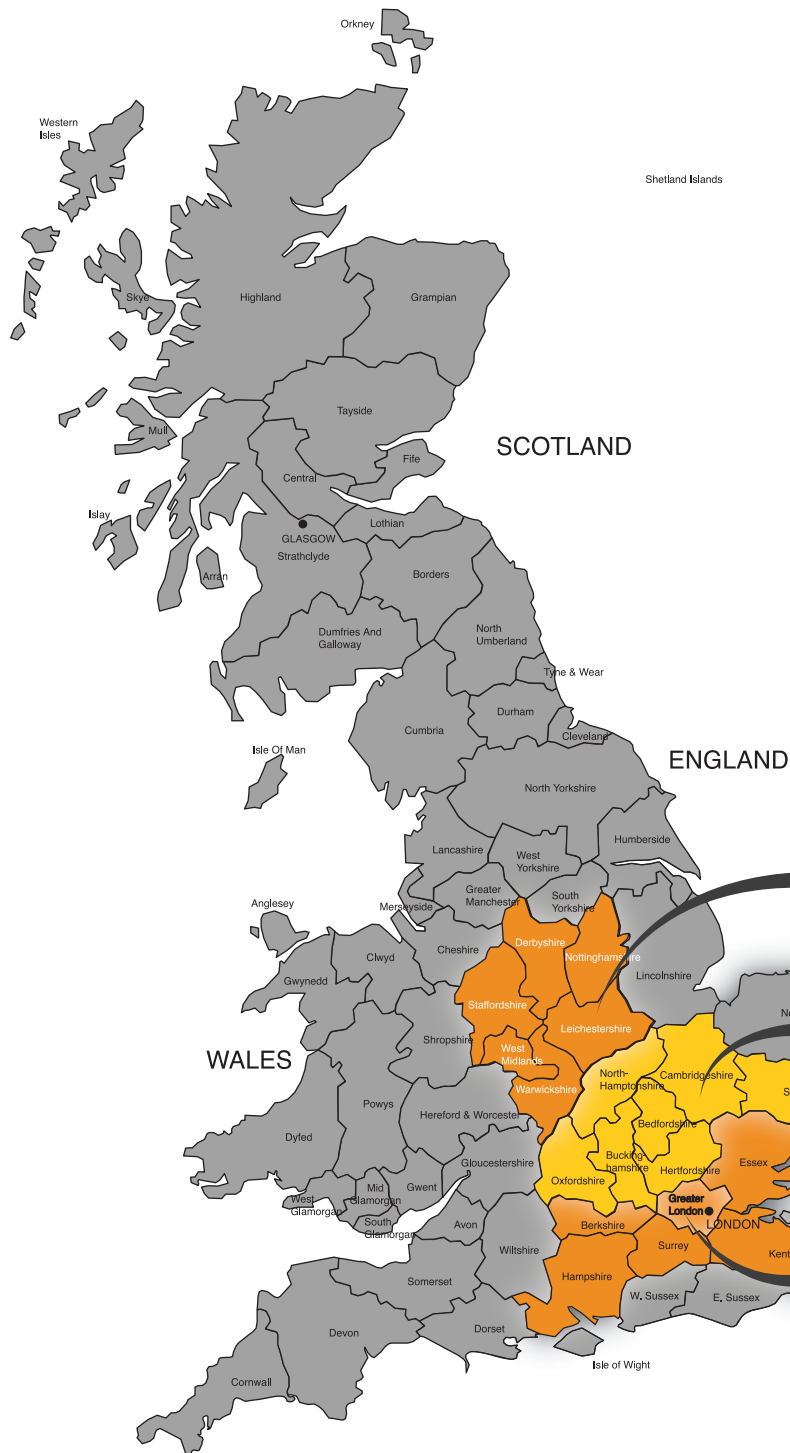 Orkney
Western
Isles
Shetland Islands
Skye
Highland
Grampian
Tayside
Mull
SCOTLAND
Fife
Central
Islay
Lothian
GLASGOW
Strathclyde
Arran
Borders
Dumfries And
Galloway
North
Umberland
Tyne & Wear
Durham
Cumbria
Cleveland
Isle Of Man
ENGLAND
North Yorkshire
Humberside
Lancashire
West
Yorkshire
Greater
Manchester
South
Yorkshire
Merseyside
Anglesey
Derbyshire
Nottinghamshire
Cheshire
Clwyd
Lincolnshire
Gwynedd
Staffordshire
No
Leichestershire
Shropshire
West
Midlands
WALES
North-
Hamptonshire
Cambridgeshire
Warwickshire
S
Powys
Hereford & Worcester
Bedfordshire
Dyfed
Bucking-
hamshire
Gloucestershire
Hertfordshire
Essex
Oxfordshire
Mid
Glamorgan
Gwent
West
Glamorgan
Greater
London
LONDON
South
Glamorgan
Avon
Berkshire
Wiltshire
Surrey
Kent
Somerset
Hampshire
W. Sussex
E. Sussex
Dorset
Devon
Isle of Wight
Cornwall